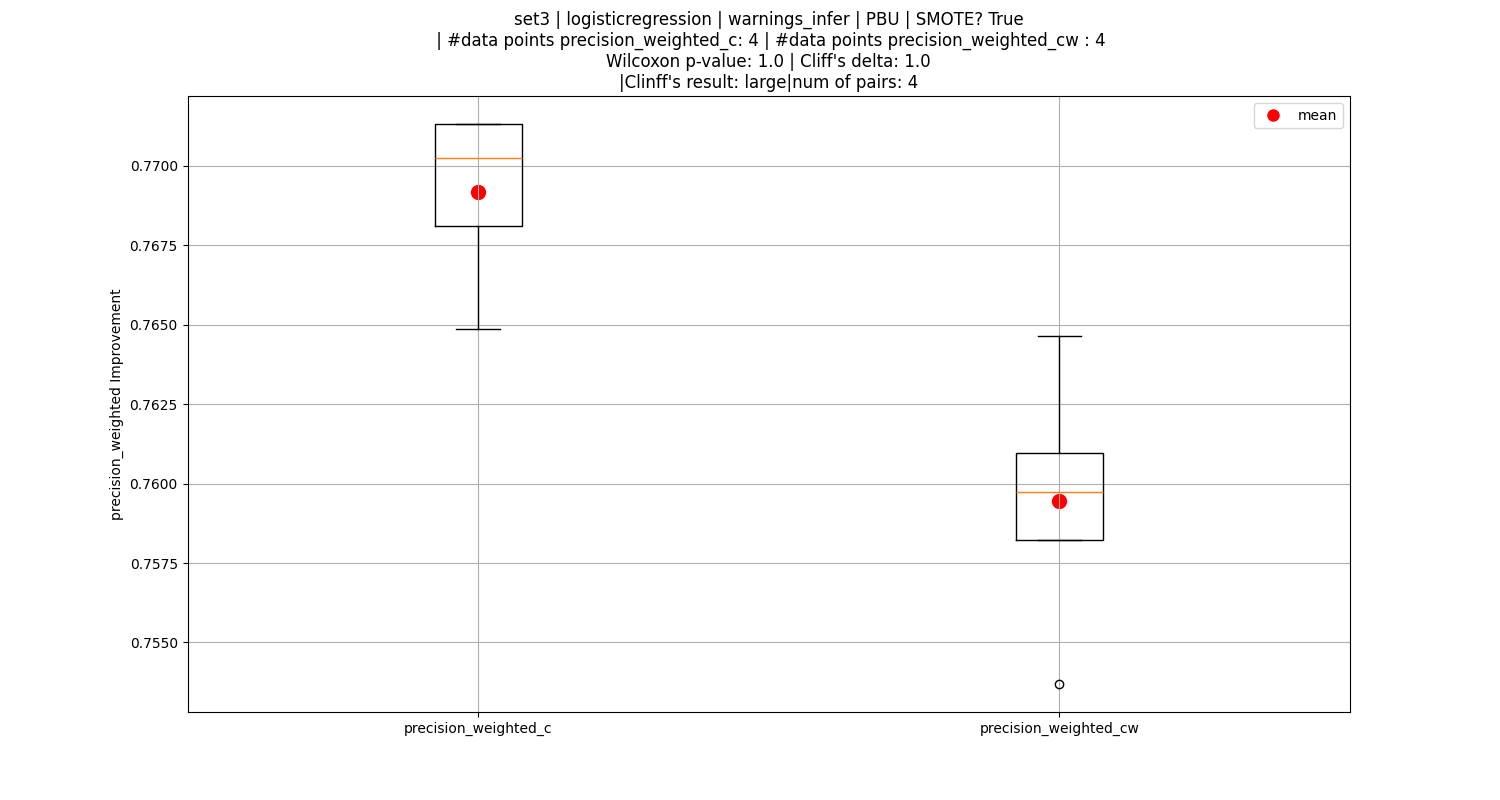 set3 | logisticregression | warnings_infer | PBU | SMOTE? True
| #data points precision_weighted_c: 4 | #data points precision_weighted_cw : 4
Wilcoxon p-value: 1.0 | Cliff's delta: 1.0
|Clinff's result: large|num of pairs: 4
mean
0.7700
0.7675
0.7650
0.7625
0.7600
0.7575
0.7550
precision_weighted Improvement
precision_weighted_c
precision_weighted_cw